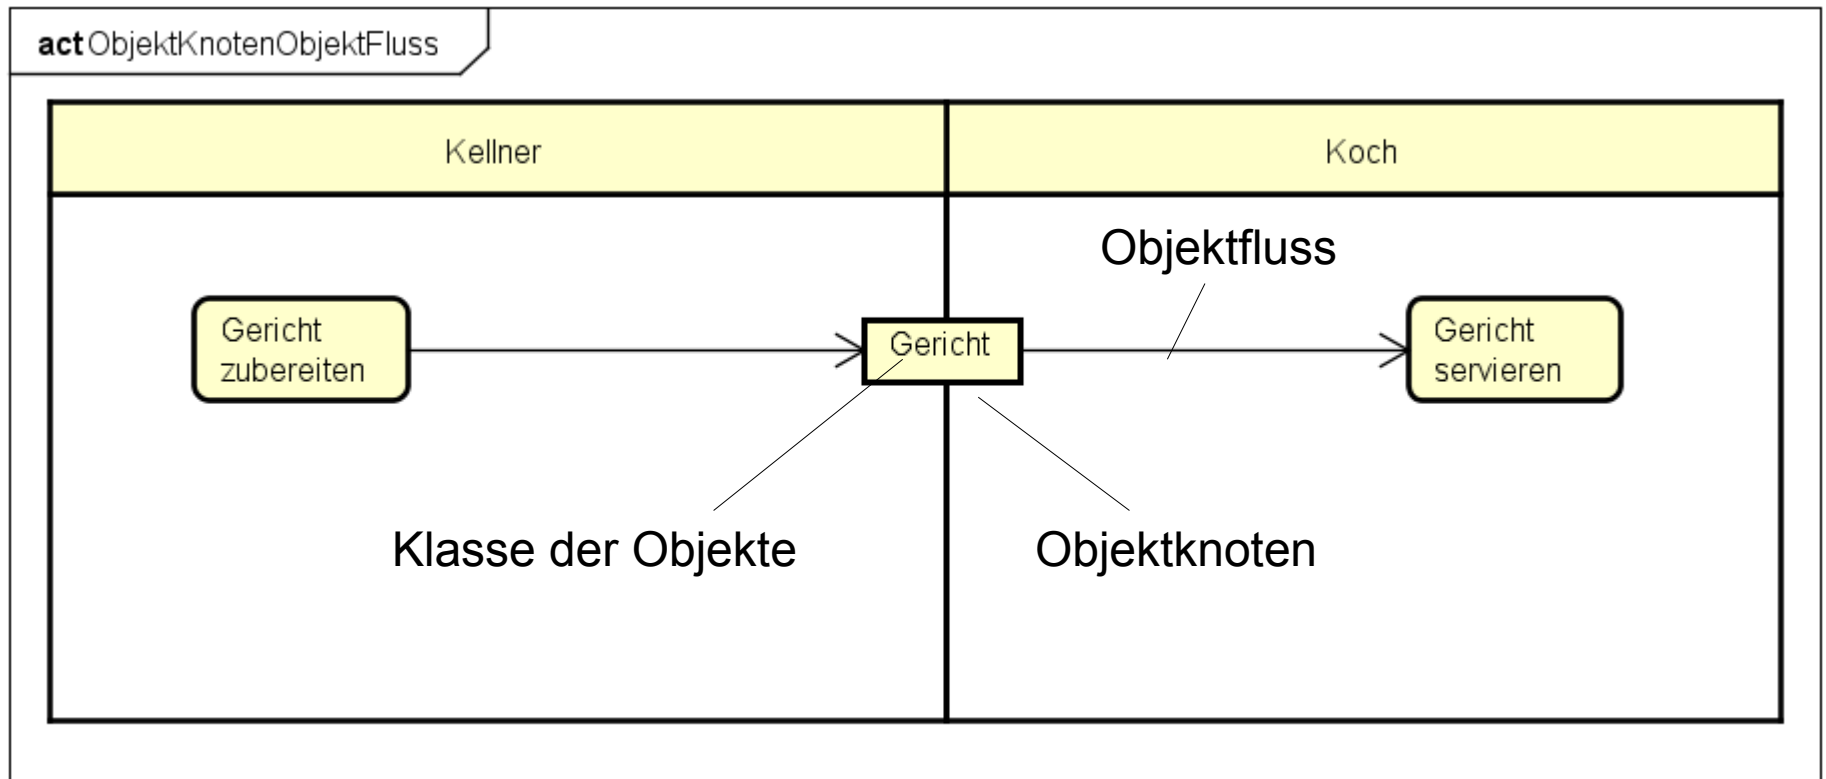 act ObjektKnotenObjektFluss
Kellner
Koch
Objektfluss
Gericht
zubereiten
Gericht
Gericht
servieren
Klasse der Objekte
Objektknoten